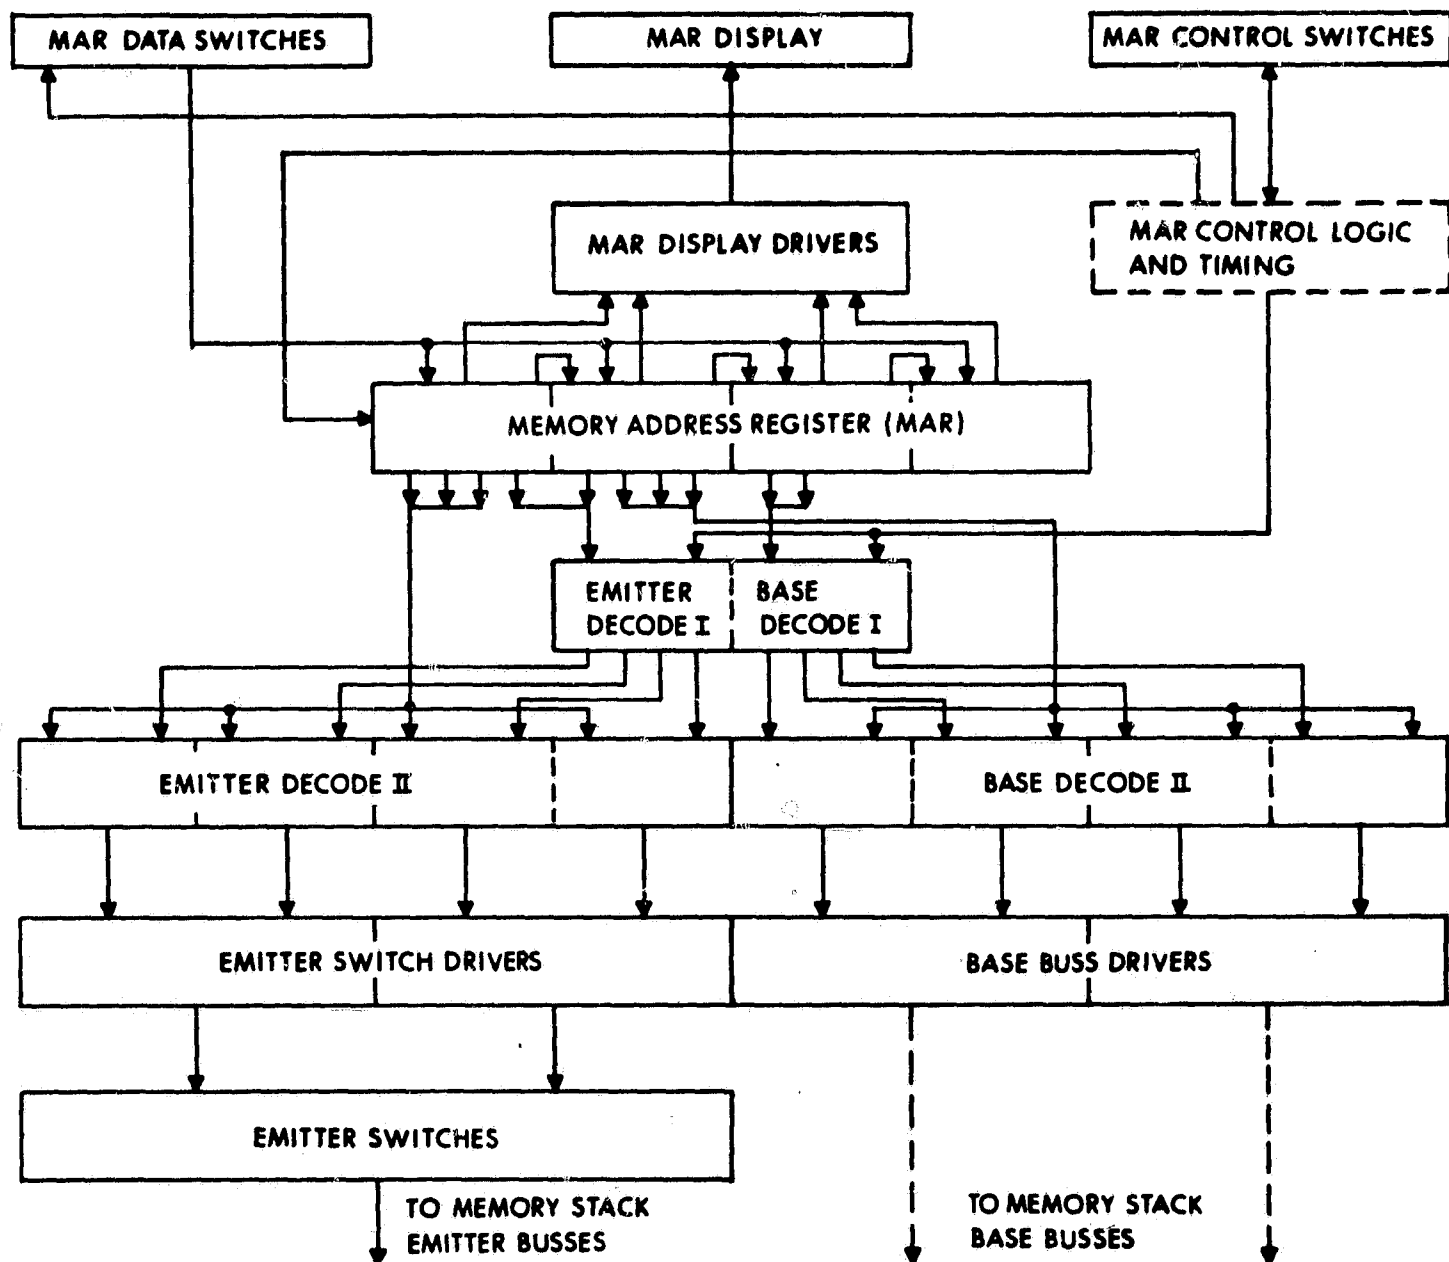 MAR DATA SWITCHES
MAR DISPLAY
MAR CONTROL SWITCHES
MAR DISPLAY DRIVERS
MAR CONTROL LOGIC
AND TIMING
MEMORY ADDRESS REGISTER (MAR)
EMITTER
DECODE I
BASE
DECODE I
EMITTER DECODE II
BASE DECODE II
EMITTER SWITCH DRIVERS
BASE BUSS DRIVERS
EMITTER SWITCHES
TO MEMORY STACK
EMITTER BUSSES
TO MEMORY STACK
BASE BUSSES